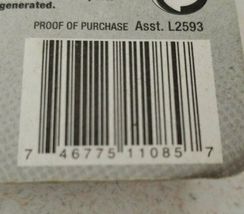 generated.
PROOF OF PURCHASE Asst. L2593
7 46775 11085 7